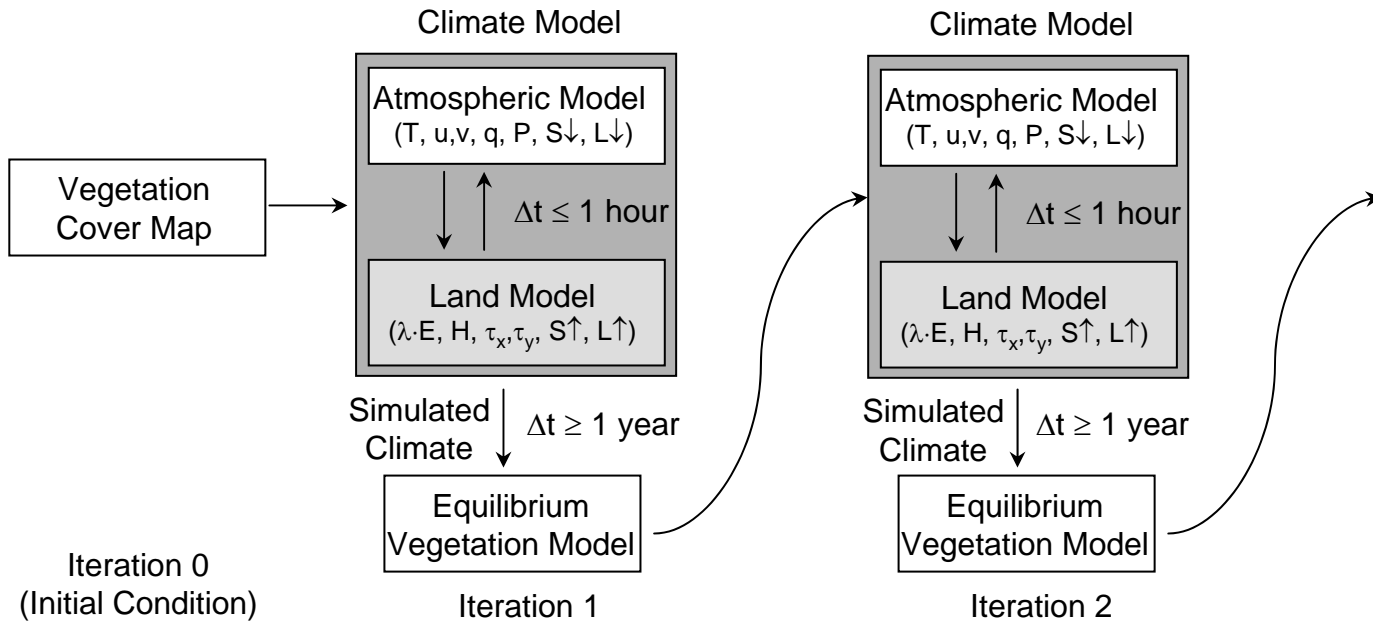 Vegetation
Cover Map
Iteration 0
(Initial Condition)
Climate Model
Atmospheric Model
(T, u,v, q, P, S↓, L↓)
Δt ≤ 1 hour
Land Model
(λ·E, H, τx,τy, S↑, L↑)
Simulated
Climate
Δt ≥ 1 year
Equilibrium
Vegetation Model
Iteration 1
Climate Model
Atmospheric Model
(T, u,v, q, P, S↓, L↓)
Δt ≤ 1 hour
Land Model
(λ·E, H, τx,τy, S↑, L↑)
Simulated
Climate
Δt ≥ 1 year
Equilibrium
Vegetation Model
Iteration 2